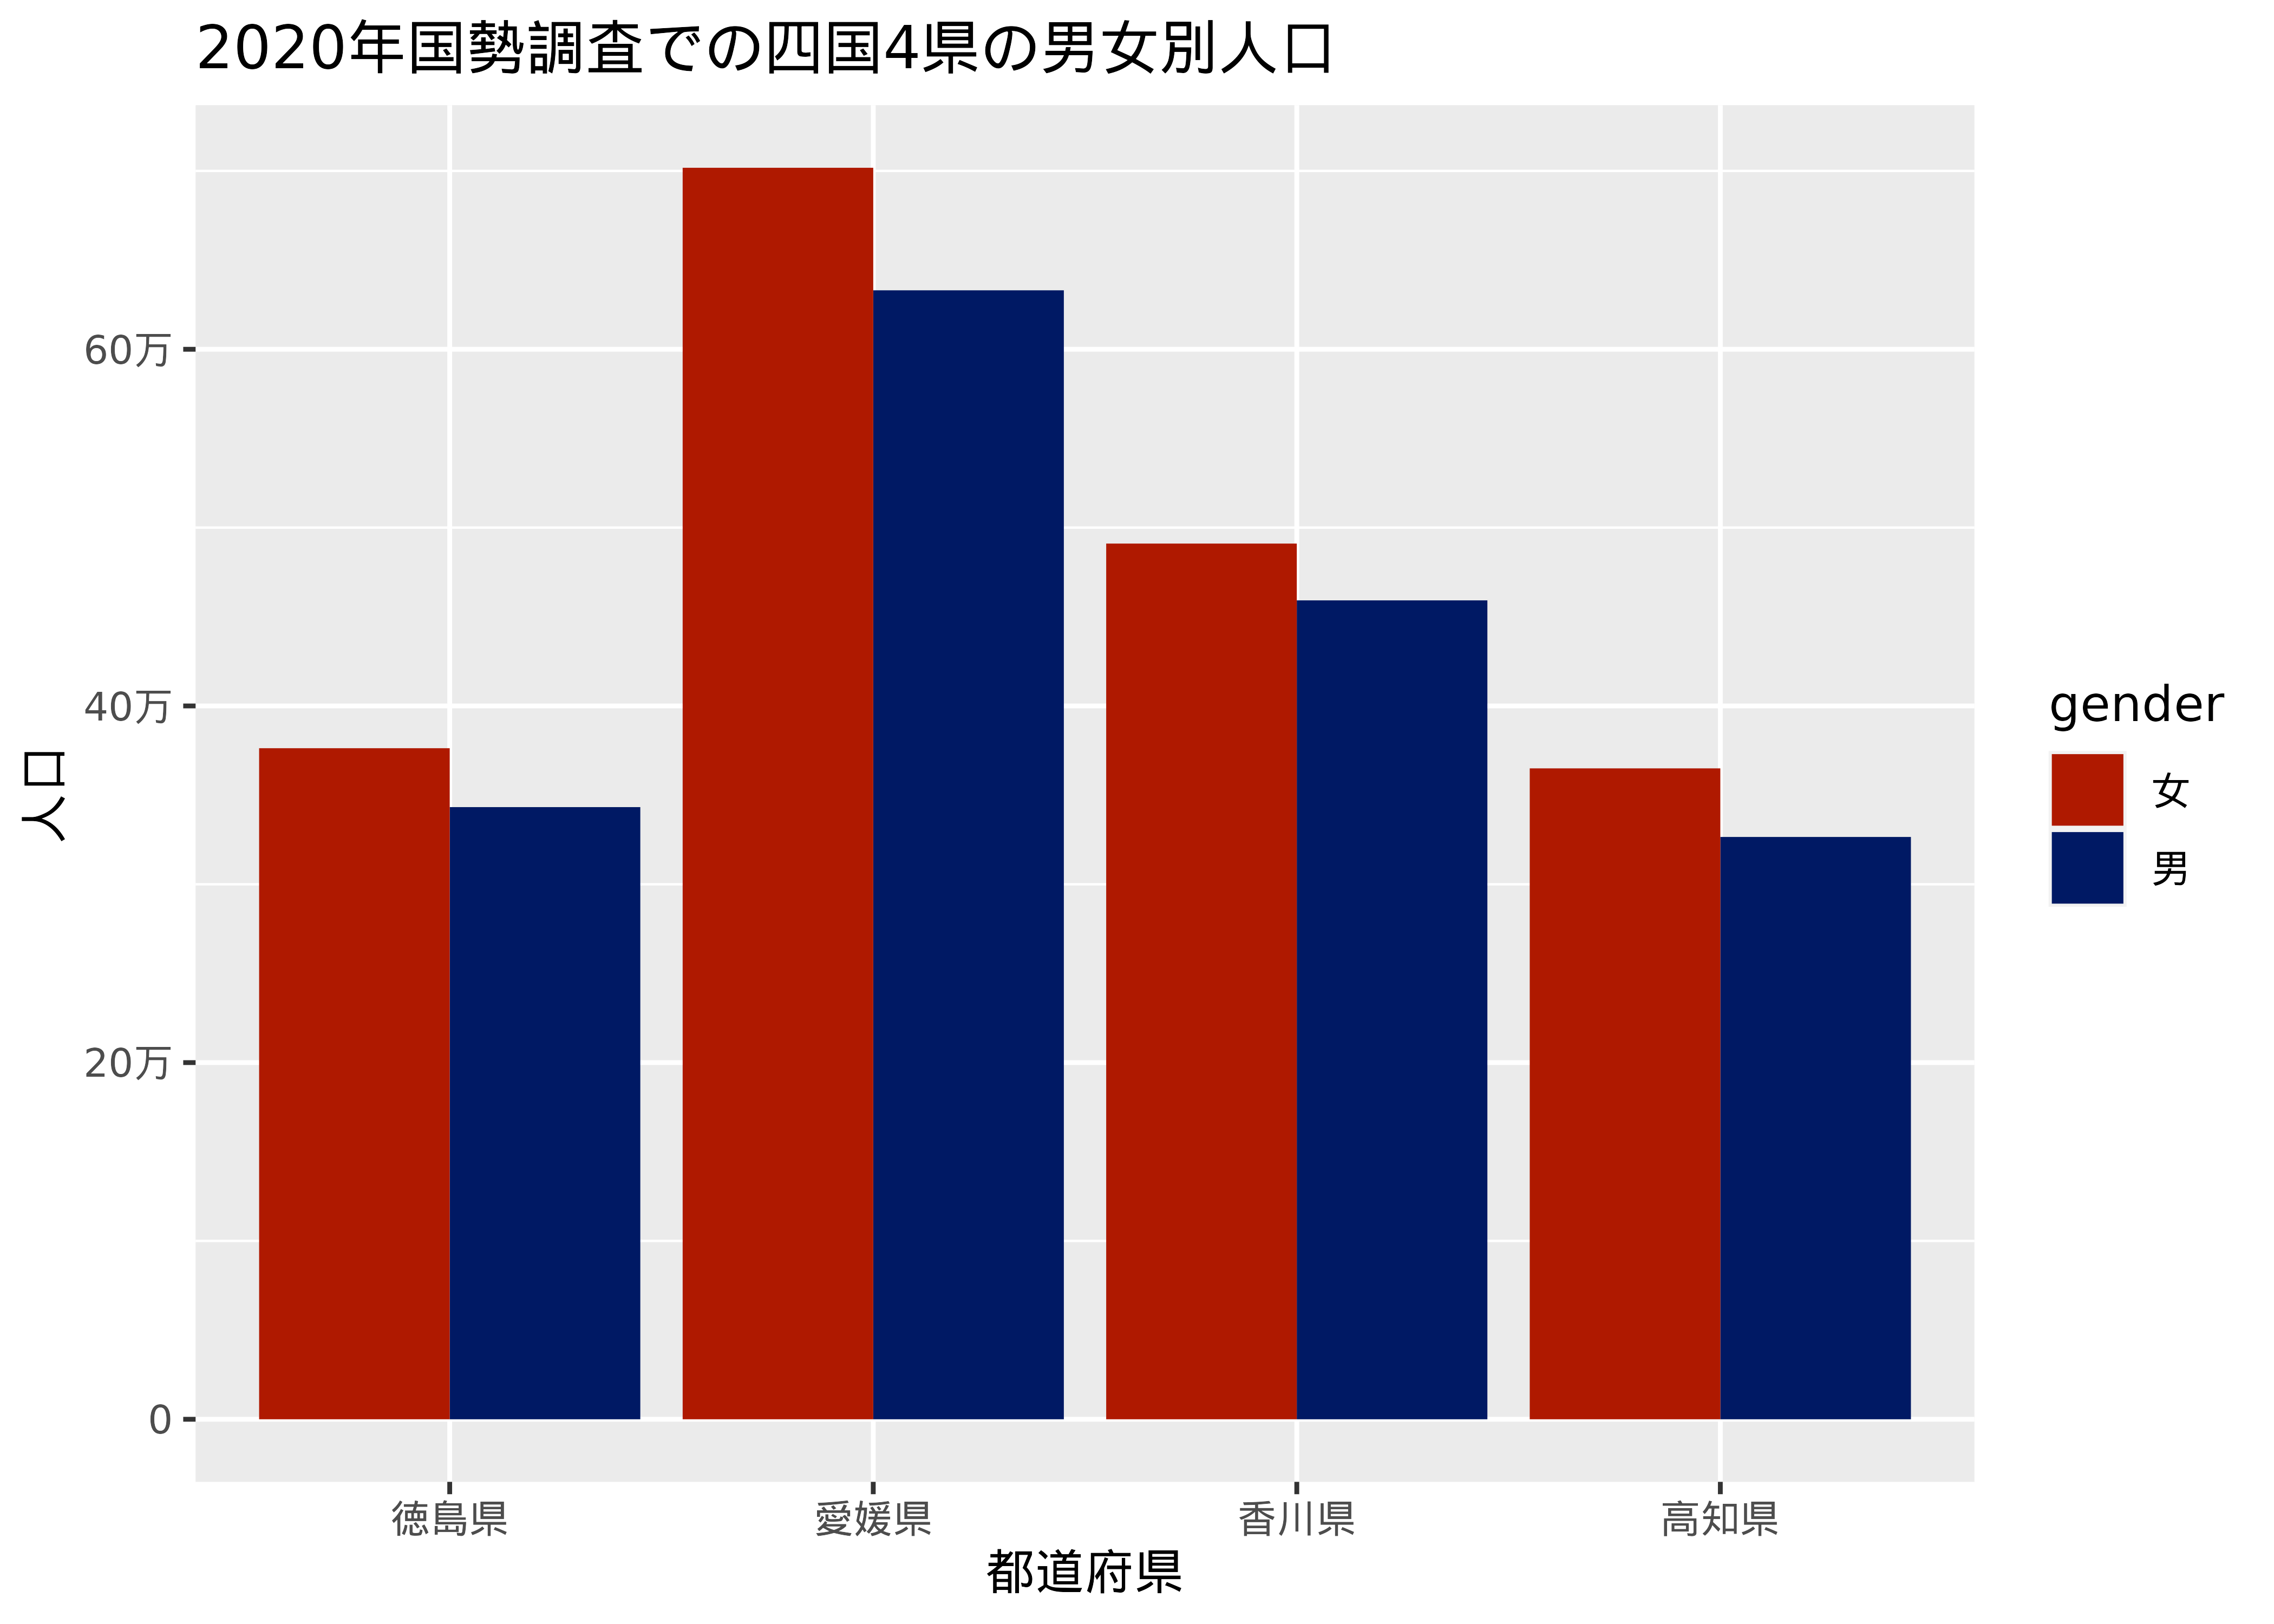 2020年国勢調査での四国4県の男女別人口
人口
60万
40万
20万
0
徳島県
愛媛県
香川県
高知県
都道府県
gender
女
男